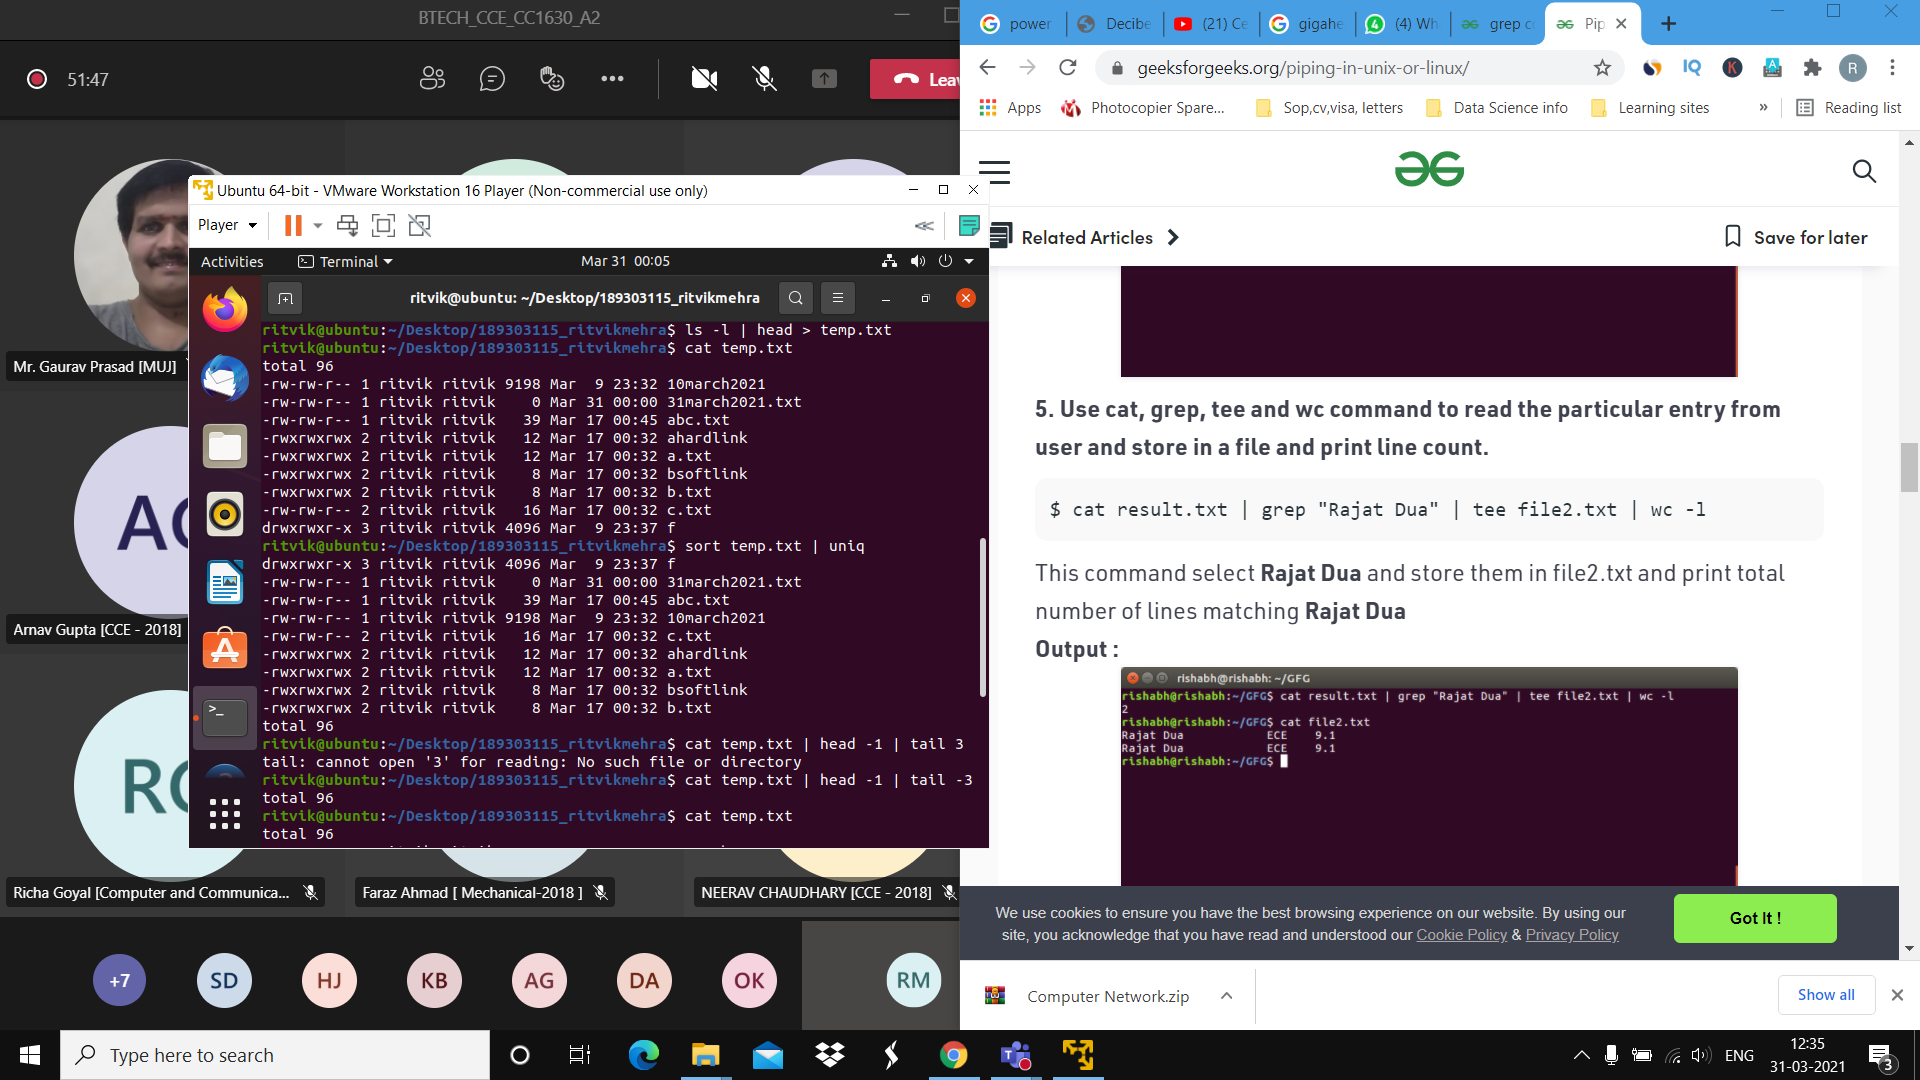 BTECH_CCE_CC1630_A2
51:47
Leav
Mr. Gaurav Prasad [MUJ]
Arnav Gupta [CCE - 2018]
Richa Goyal [Computer and Communica...
Faraz Ahmad [ Mechanical-2018 ]
NEERAV CHAUDHARY [CCE - 2018]
+7
SD
HJ
KB
AG
DA
OK
RM
Ubuntu 64-bit - VMware Workstation 16 Player (Non-commercial use only)
Player
Activities
Terminal
Mar 31 00:05
ritvik@ubuntu: ~/Desktop/189303115_ritvikmehra
ritvik@ubuntu:~/Desktop/189303115_ritvikmehra$ ls -l | head > temp.txt
ritvik@ubuntu:~/Desktop/189303115_ritvikmehra$ cat temp.txt
total 96
-rw-rw-r-- 1 ritvik ritvik 9198 Mar  9 23:32 10march2021
-rw-rw-r-- 1 ritvik ritvik    0 Mar 31 00:00 31march2021.txt
-rw-rw-r-- 1 ritvik ritvik   39 Mar 17 00:45 abc.txt
-rwxrwxrwx 2 ritvik ritvik   12 Mar 17 00:32 ahardlink
-rwxrwxrwx 2 ritvik ritvik   12 Mar 17 00:32 a.txt
-rwxrwxrwx 2 ritvik ritvik    8 Mar 17 00:32 bsoftlink
-rwxrwxrwx 2 ritvik ritvik    8 Mar 17 00:32 b.txt
-rw-rw-r-- 2 ritvik ritvik   16 Mar 17 00:32 c.txt
drwxrwxr-x 3 ritvik ritvik 4096 Mar  9 23:37 f
ritvik@ubuntu:~/Desktop/189303115_ritvikmehra$ sort temp.txt | uniq
drwxrwxr-x 3 ritvik ritvik 4096 Mar  9 23:37 f
-rw-rw-r-- 1 ritvik ritvik    0 Mar 31 00:00 31march2021.txt
-rw-rw-r-- 1 ritvik ritvik   39 Mar 17 00:45 abc.txt
-rw-rw-r-- 1 ritvik ritvik 9198 Mar  9 23:32 10march2021
-rw-rw-r-- 2 ritvik ritvik   16 Mar 17 00:32 c.txt
-rwxrwxrwx 2 ritvik ritvik   12 Mar 17 00:32 ahardlink
-rwxrwxrwx 2 ritvik ritvik   12 Mar 17 00:32 a.txt
-rwxrwxrwx 2 ritvik ritvik    8 Mar 17 00:32 bsoftlink
-rwxrwxrwx 2 ritvik ritvik    8 Mar 17 00:32 b.txt
total 96
ritvik@ubuntu:~/Desktop/189303115_ritvikmehra$ cat temp.txt | head -1 | tail 3
tail: cannot open '3' for reading: No such file or directory
ritvik@ubuntu:~/Desktop/189303115_ritvikmehra$ cat temp.txt | head -1 | tail -3
total 96
ritvik@ubuntu:~/Desktop/189303115_ritvikmehra$ cat temp.txt
total 96
power
Decibe
(21) Ce
gigahe
(4) Wh
grep c
Pip
geeksforgeeks.org/piping-in-unix-or-linux/
IQ
K
R
Apps
Photocopier Spare...
Sop,cv,visa, letters
Data Science info
Learning sites
»
Reading list
Related Articles
Save for later
5. Use cat, grep, tee and wc command to read the particular entry from
user and store in a file and print line count.
$ cat result.txt | grep "Rajat Dua" | tee file2.txt | wc -l
This command select Rajat Dua and store them in file2.txt and print total
number of lines matching Rajat Dua
Output :
rishabh@rishabh: ~/GFG
rishabh@rishabh:~/GFG$ cat result.txt | grep "Rajat Dua" | tee file2.txt | wc -l
2
rishabh@rishabh:~/GFG$ cat file2.txt
Rajat Dua ECE 9.1
Rajat Dua ECE 9.1
rishabh@rishabh:~/GFG$
We use cookies to ensure you have the best browsing experience on our website. By using our
site, you acknowledge that you have read and understood our Cookie Policy & Privacy Policy
Got It !
Computer Network.zip
Show all
Type here to search
ENG
12:35
31-03-2021
3